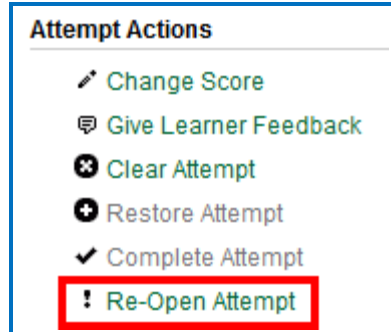 Attempt Actions
Change Score
Give Learner Feedback
Clear Attempt
Restore Attempt
Complete Attempt
Re-Open Attempt